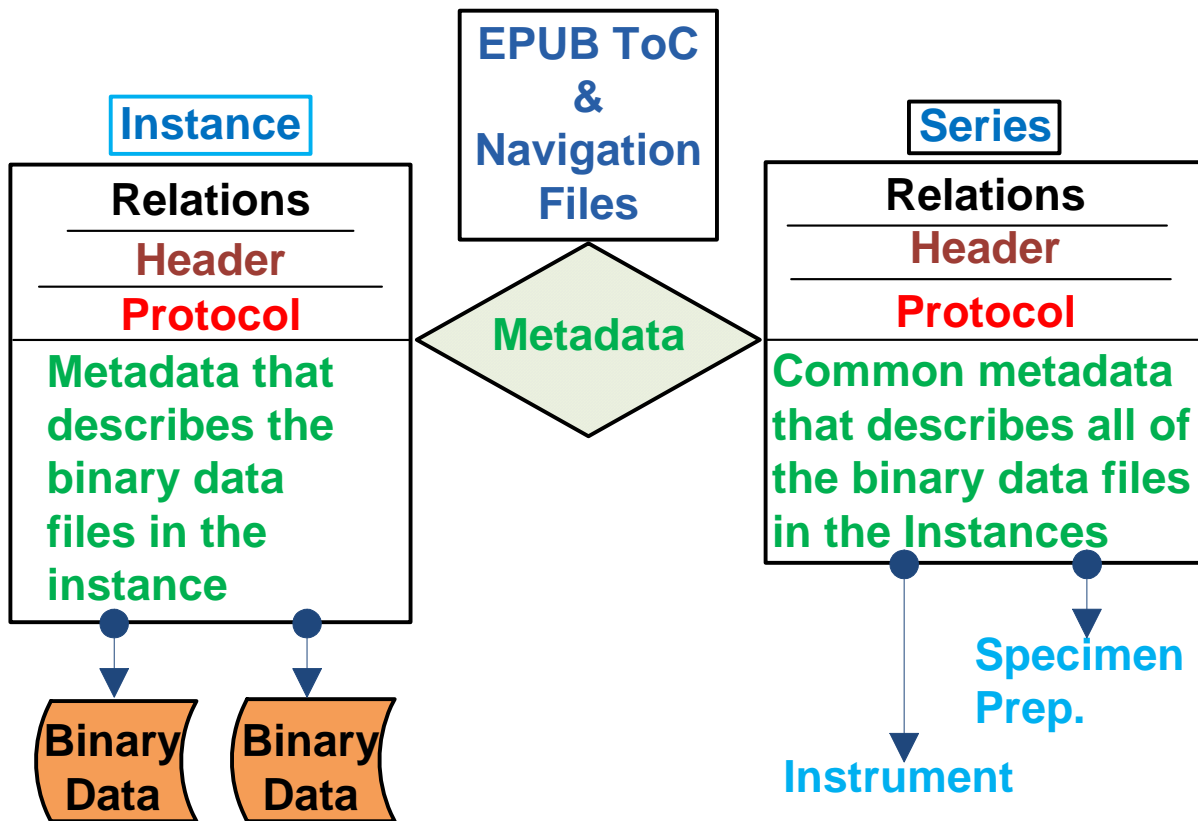 EPUB ToC
&
Navigation
Files
Instance
Relations
Header
Protocol
Metadata that
describes the
binary data
files in the
instance
Binary
Data
Binary
Data
Metadata
Series
Relations
Header
Protocol
Common metadata
that describes all of
the binary data files
in the Instances
Specimen
Prep.
Instrument